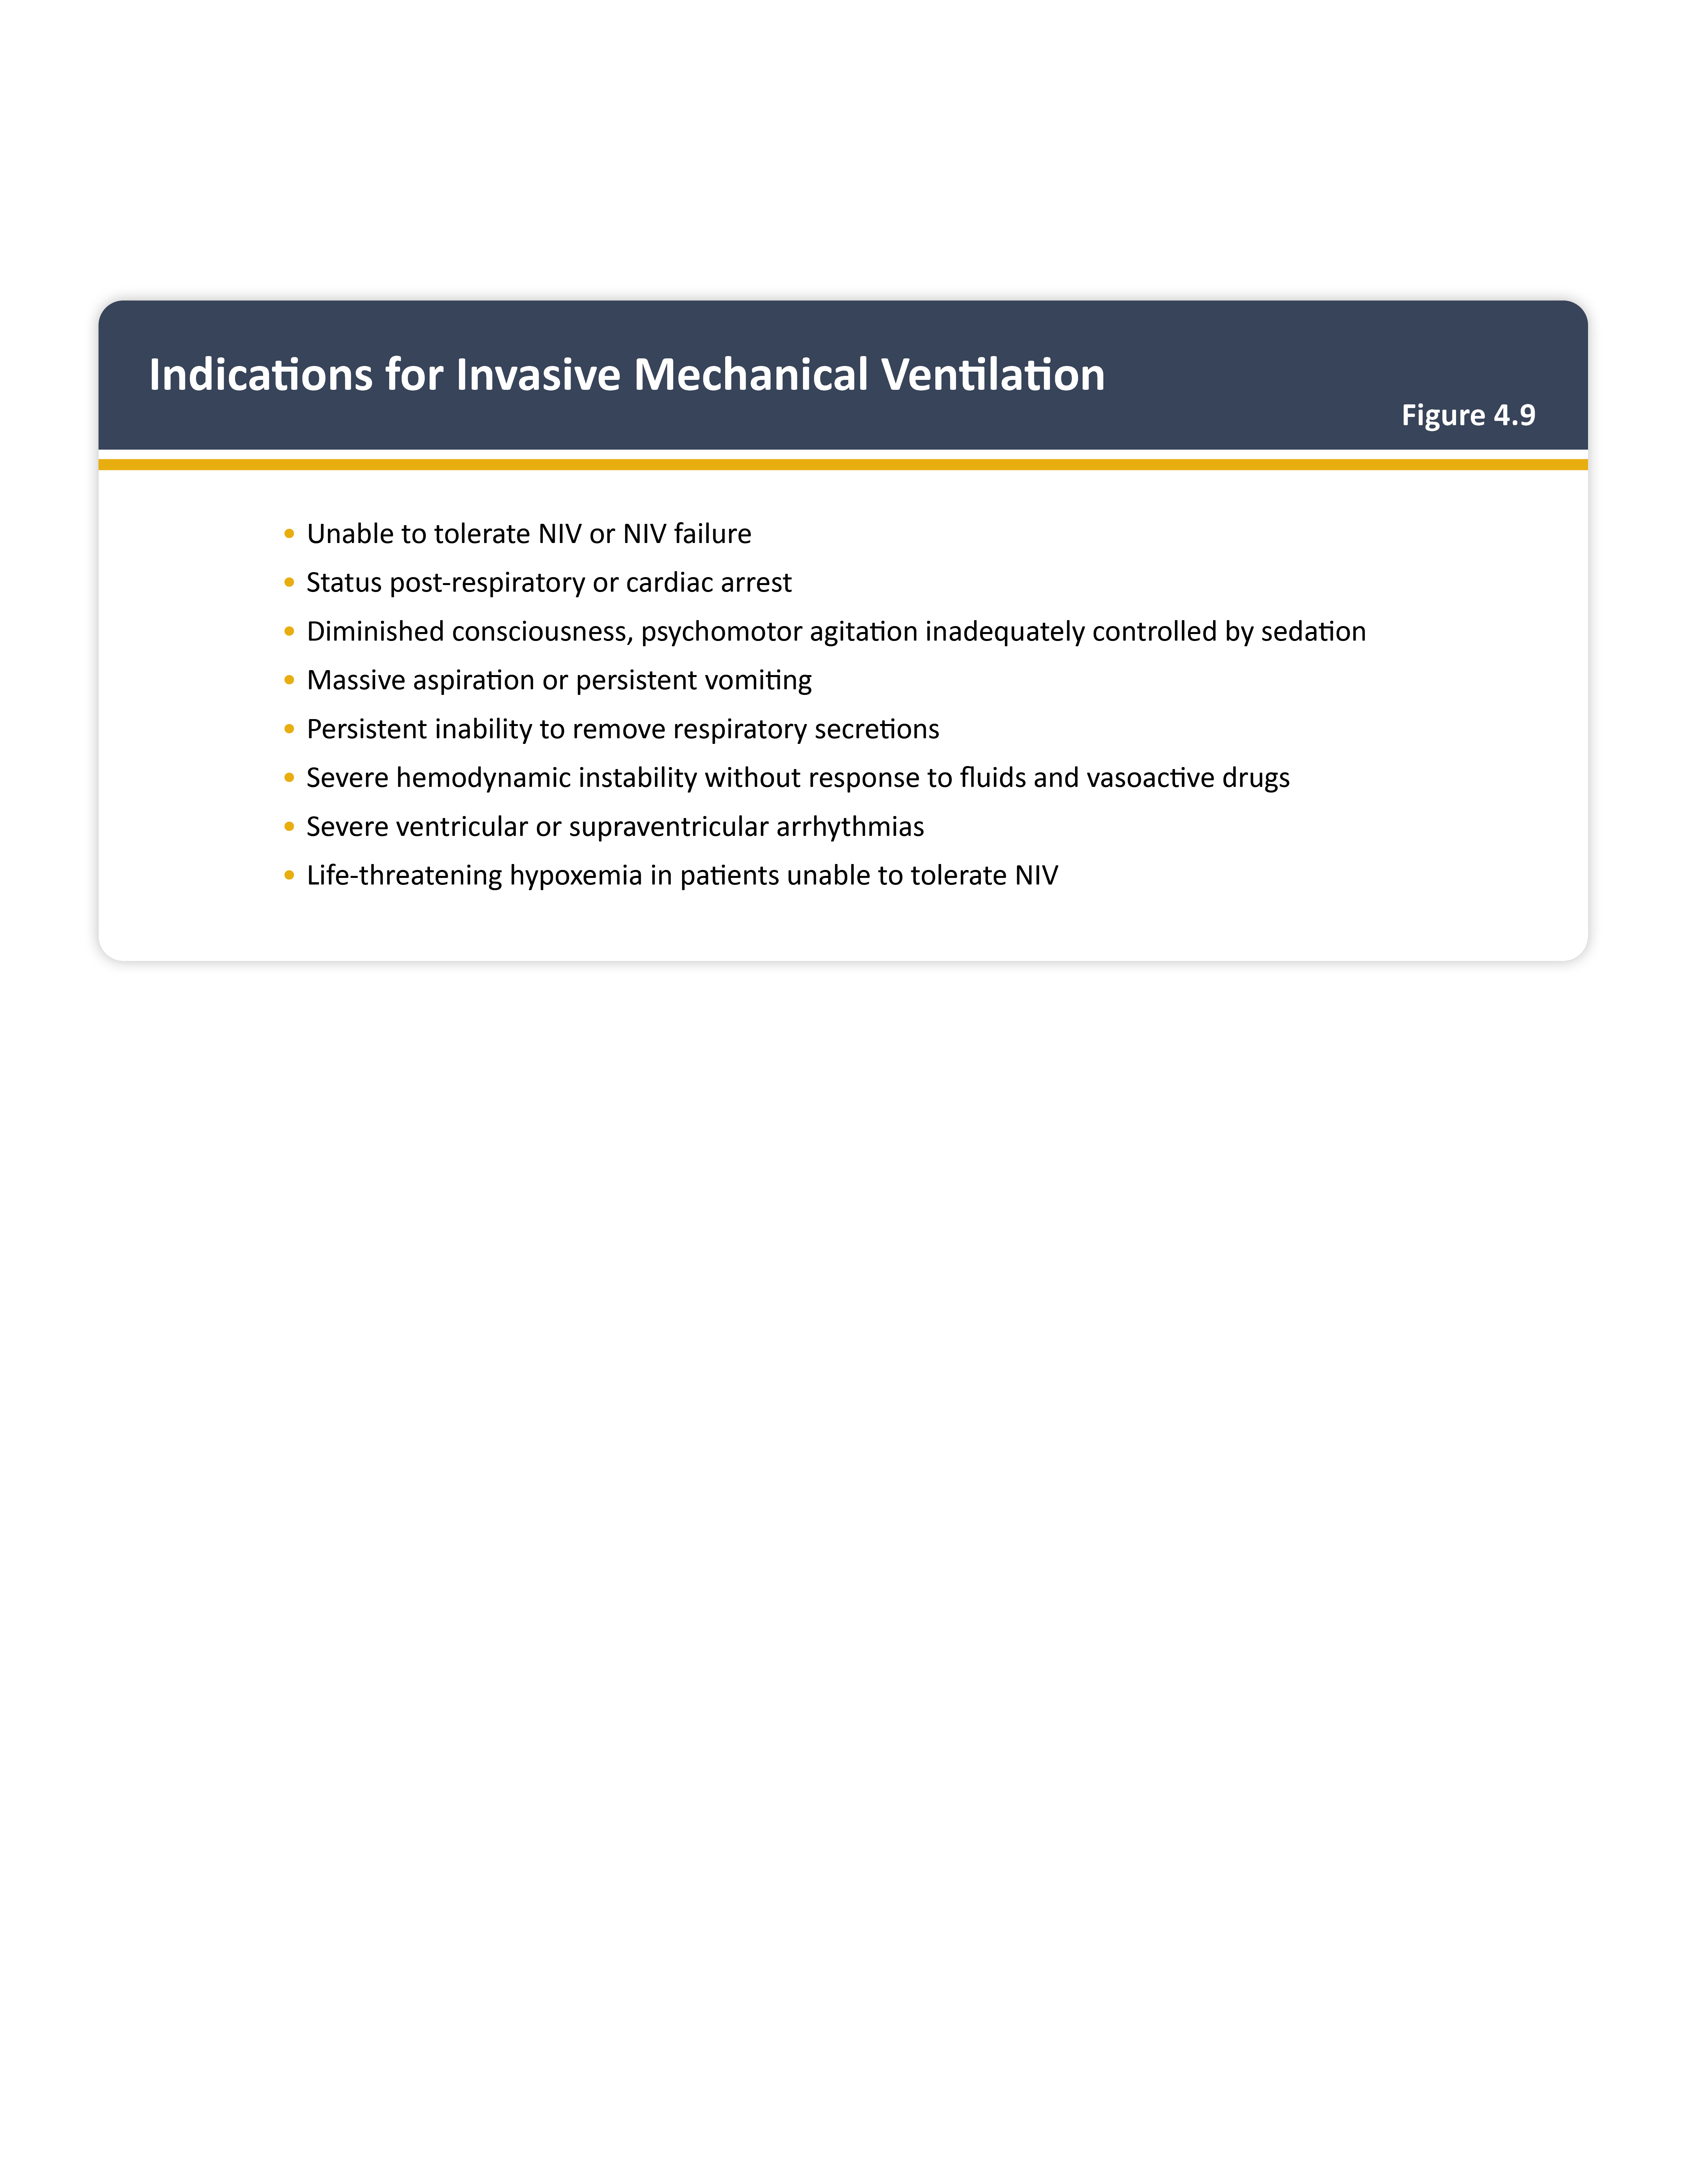 Indications for Invasive Mechanical Ventilation
Figure 4.9
• Unable to tolerate NIV or NIV failure
• Status post-respiratory or cardiac arrest
• Diminished consciousness, psychomotor agitation inadequately controlled by sedation
• Massive aspiration or persistent vomiting
• Persistent inability to remove respiratory secretions
• Severe hemodynamic instability without response to fluids and vasoactive drugs
• Severe ventricular or supraventricular arrhythmias
• Life-threatening hypoxemia in patients unable to tolerate NIV